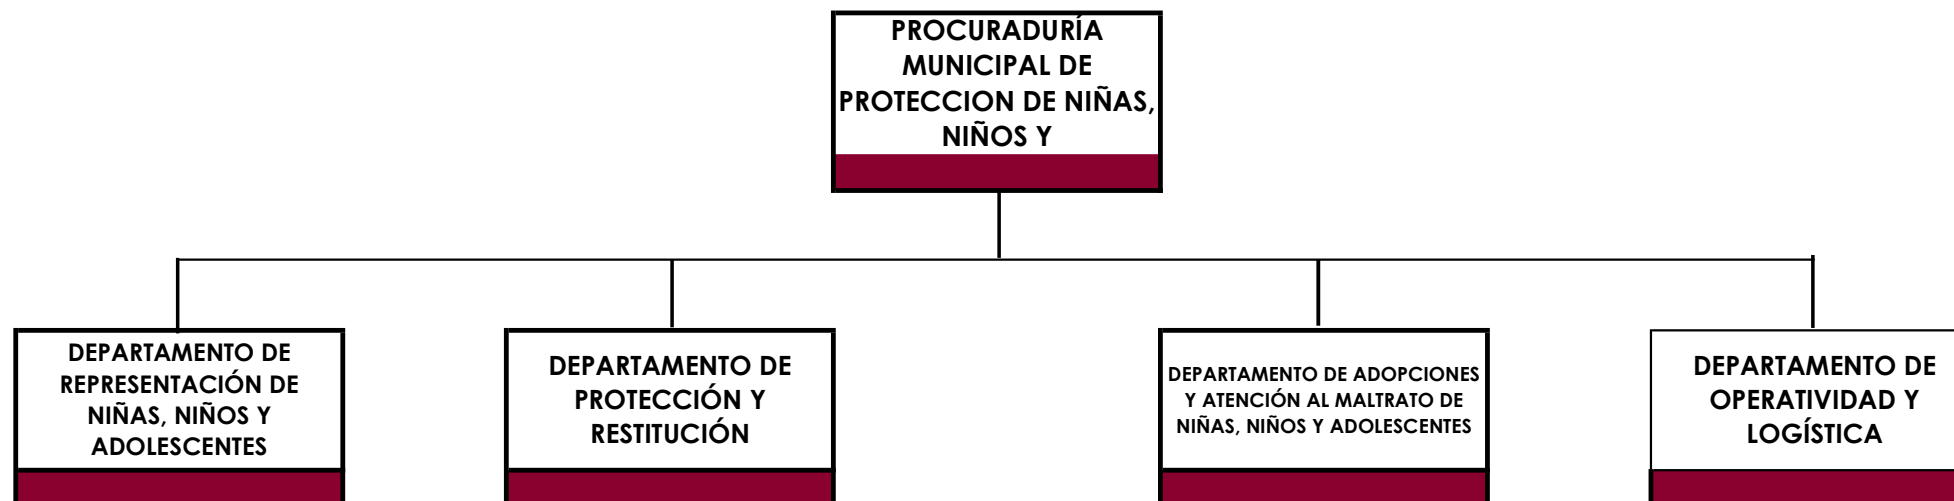 PROCURADURÍA
MUNICIPAL DE
PROTECCION DE NIÑAS,
NIÑOS Y
DEPARTAMENTO DE
REPRESENTACIÓN DE
NIÑAS, NIÑOS Y
ADOLESCENTES
DEPARTAMENTO DE
PROTECCIÓN Y
RESTITUCIÓN
DEPARTAMENTO DE ADOPCIONES
Y ATENCIÓN AL MALTRATO DE
NIÑAS, NIÑOS Y ADOLESCENTES
DEPARTAMENTO DE
OPERATIVIDAD Y
LOGÍSTICA